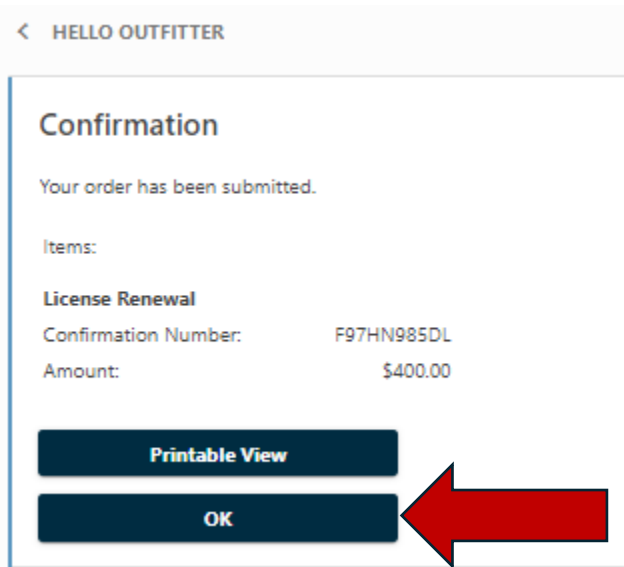 < HELLO OUTFITTER
Confirmation
Your order has been submitted.
Items:
License Renewal
Confirmation Number: F97HN985DL
Amount: $400.00
Printable View
OK